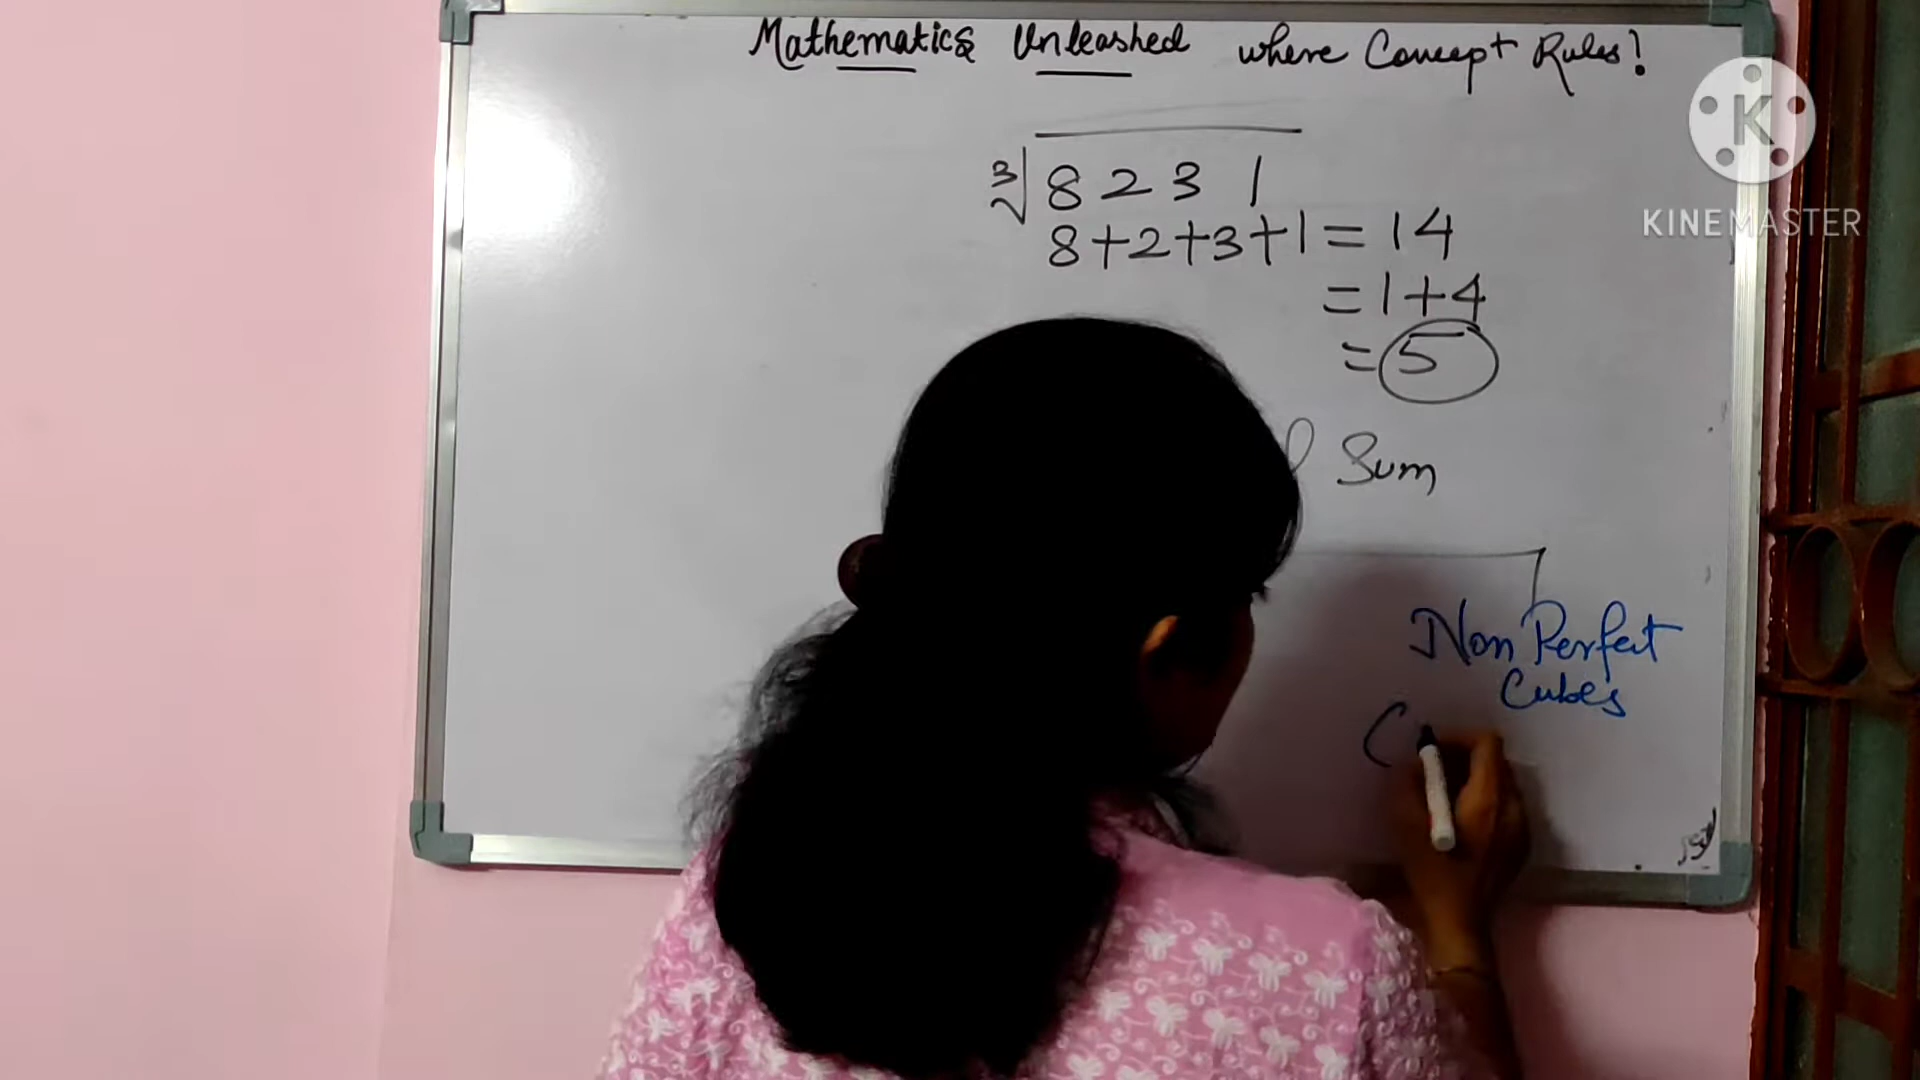 Mathematics Unleashed where Concept Rules!
∛8231
8+2+3+1=14
=1+4
=5
Sum
Non Perfect
Cubes
(
K
KINEMASTER